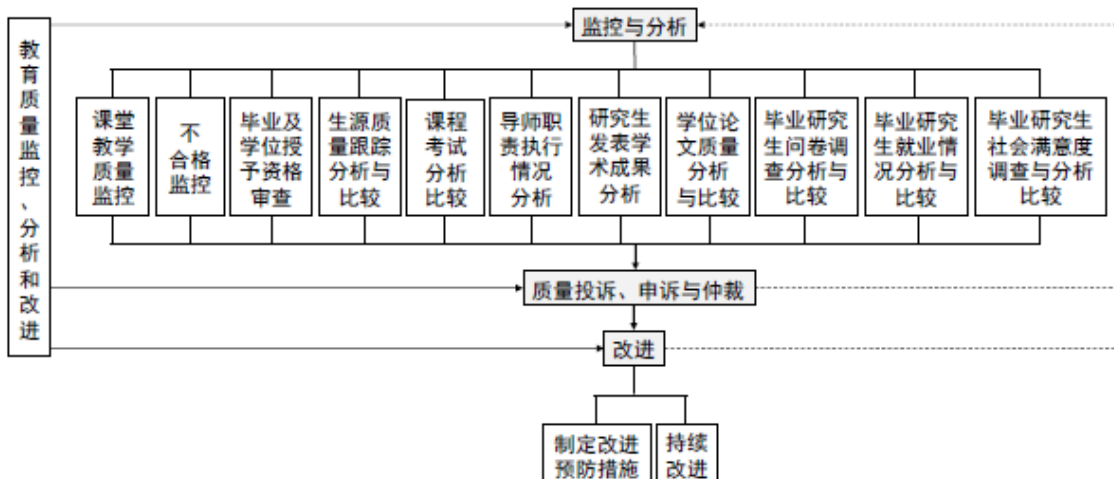 教育质量监控、分析和改进
监控与分析
课堂
教学
质量
监控
不
合格
监控
毕业及
学位授
予资格
审查
生源质
量跟踪
分析与
比较
课程
考试
分析
比较
导师职
责执行
情况
分析
研究生
发表学
术成果
分析
学位论
文质量
分析
与比较
毕业研究
生问卷调
查分析与
比较
毕业研究
生就业情
况分析与
比较
毕业研究生
社会满意度
调查与分析
比较
质量投诉、申诉与仲裁
改进
制定改进
预防措施
持续
改进